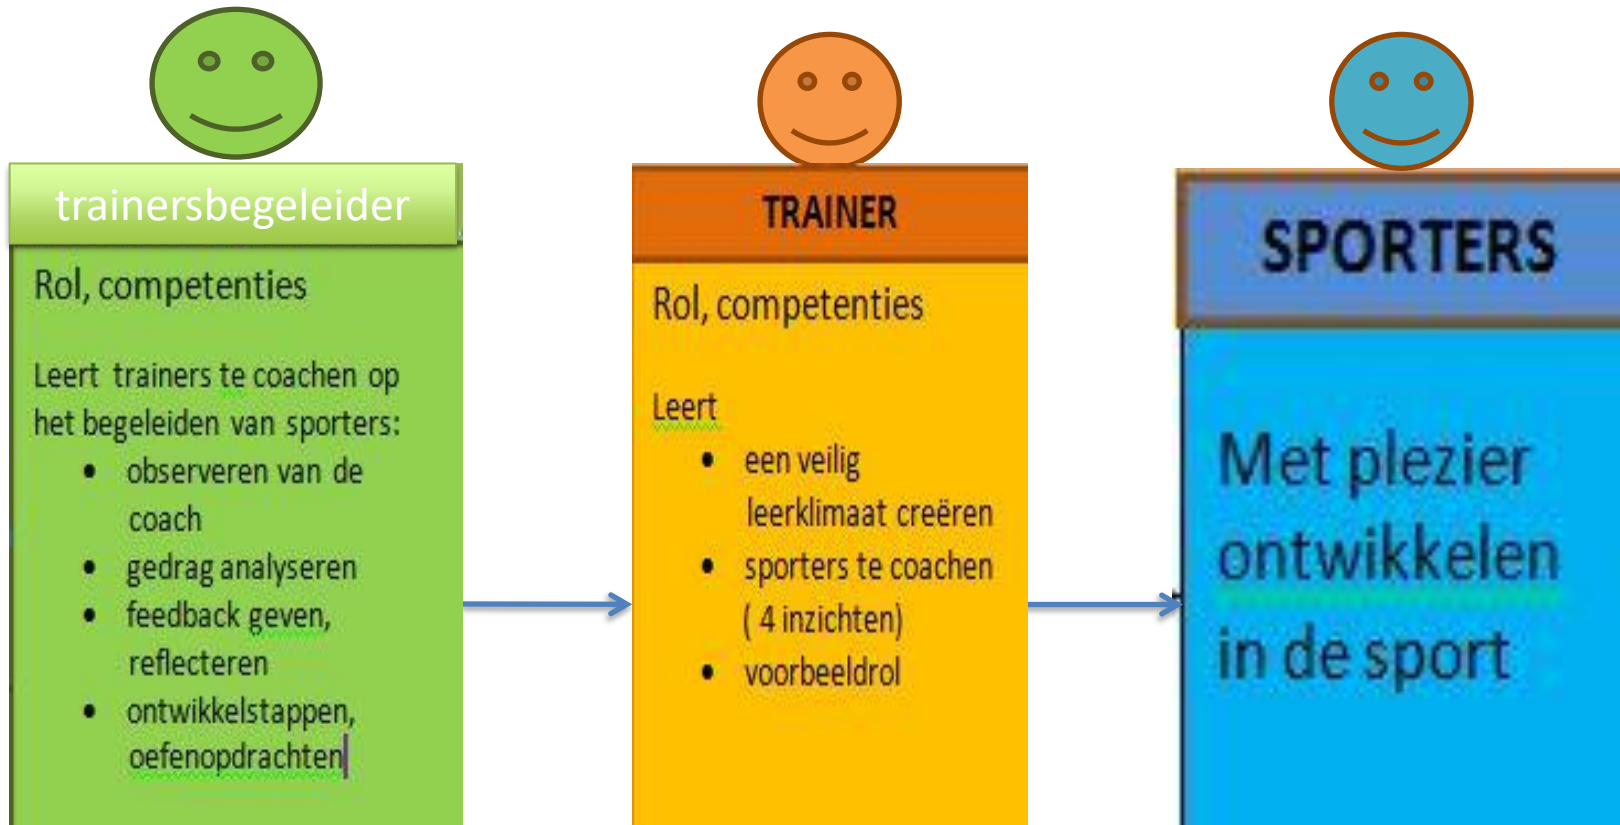 trainersbegeleider
Rol, competenties
Leert trainers te coachen op
het begeleiden van sporters:
• observeren van de
coach
• gedrag analyseren
• feedback geven,
reflecteren
• ontwikkelstappen,
oefenopdrachten
TRAINER
Rol, competenties
Leert
• een veilig
leerklimaat creëren
• sporters te coachen
( 4 inzichten)
• voorbeeldrol
SPORTERS
Met plezier
ontwikkelen
in de sport